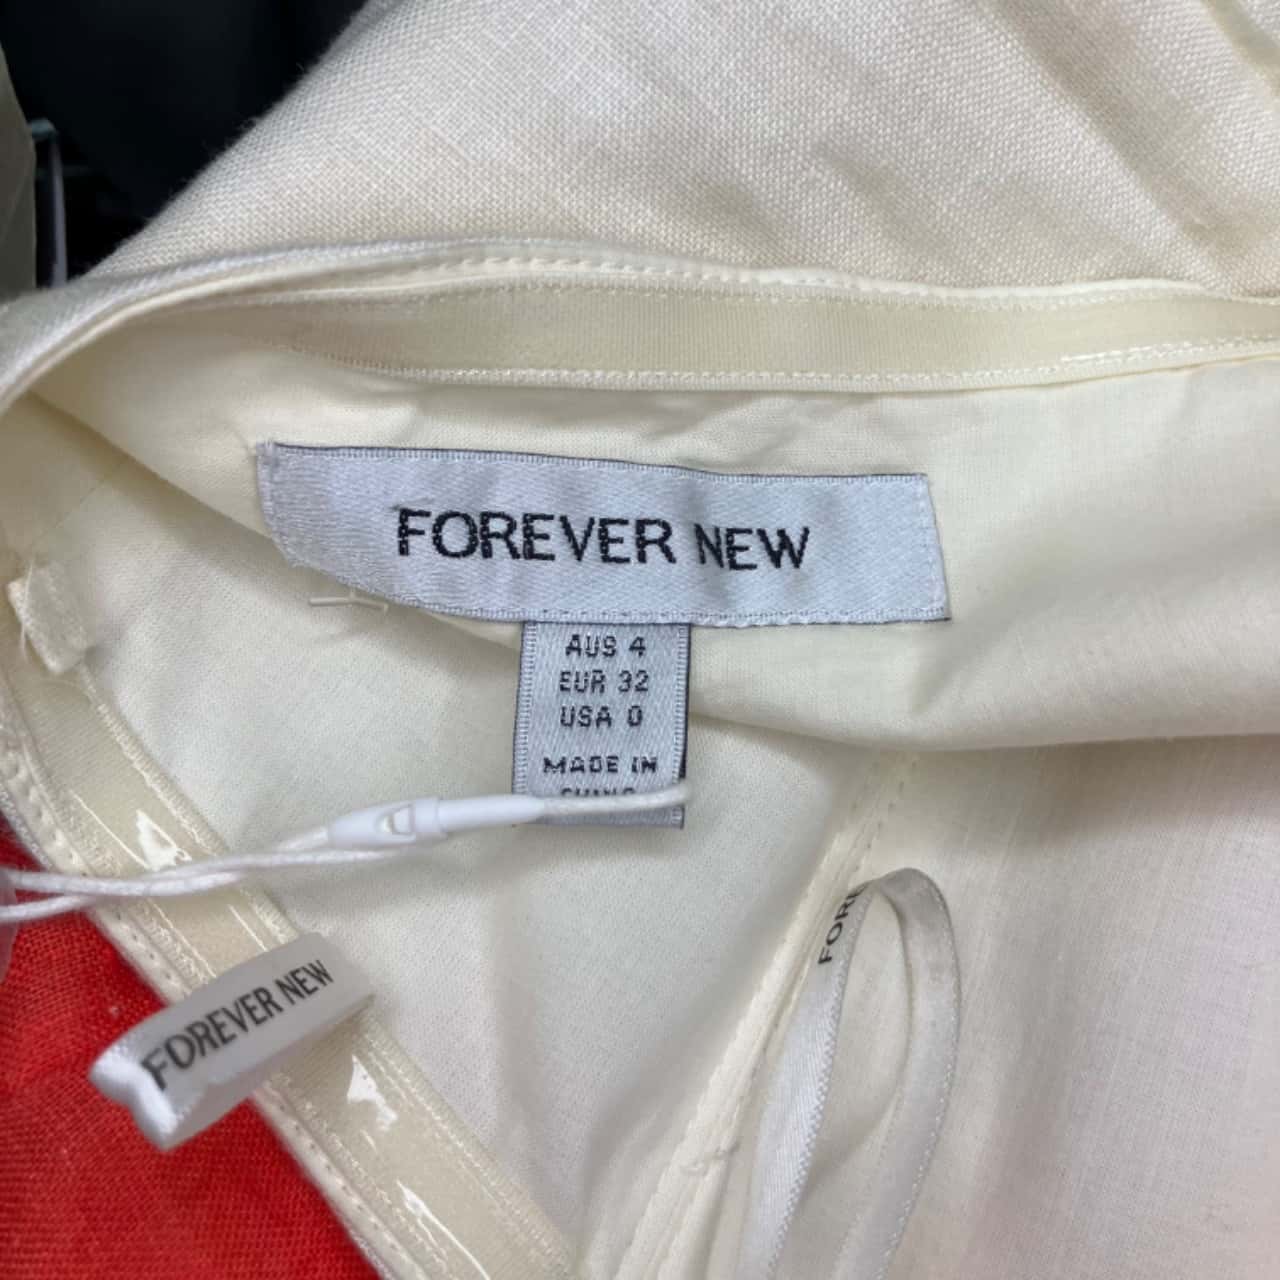 FOREVER NEW
AUS 4
EUR 32
USA 0
MADE IN
FOREVER NEW